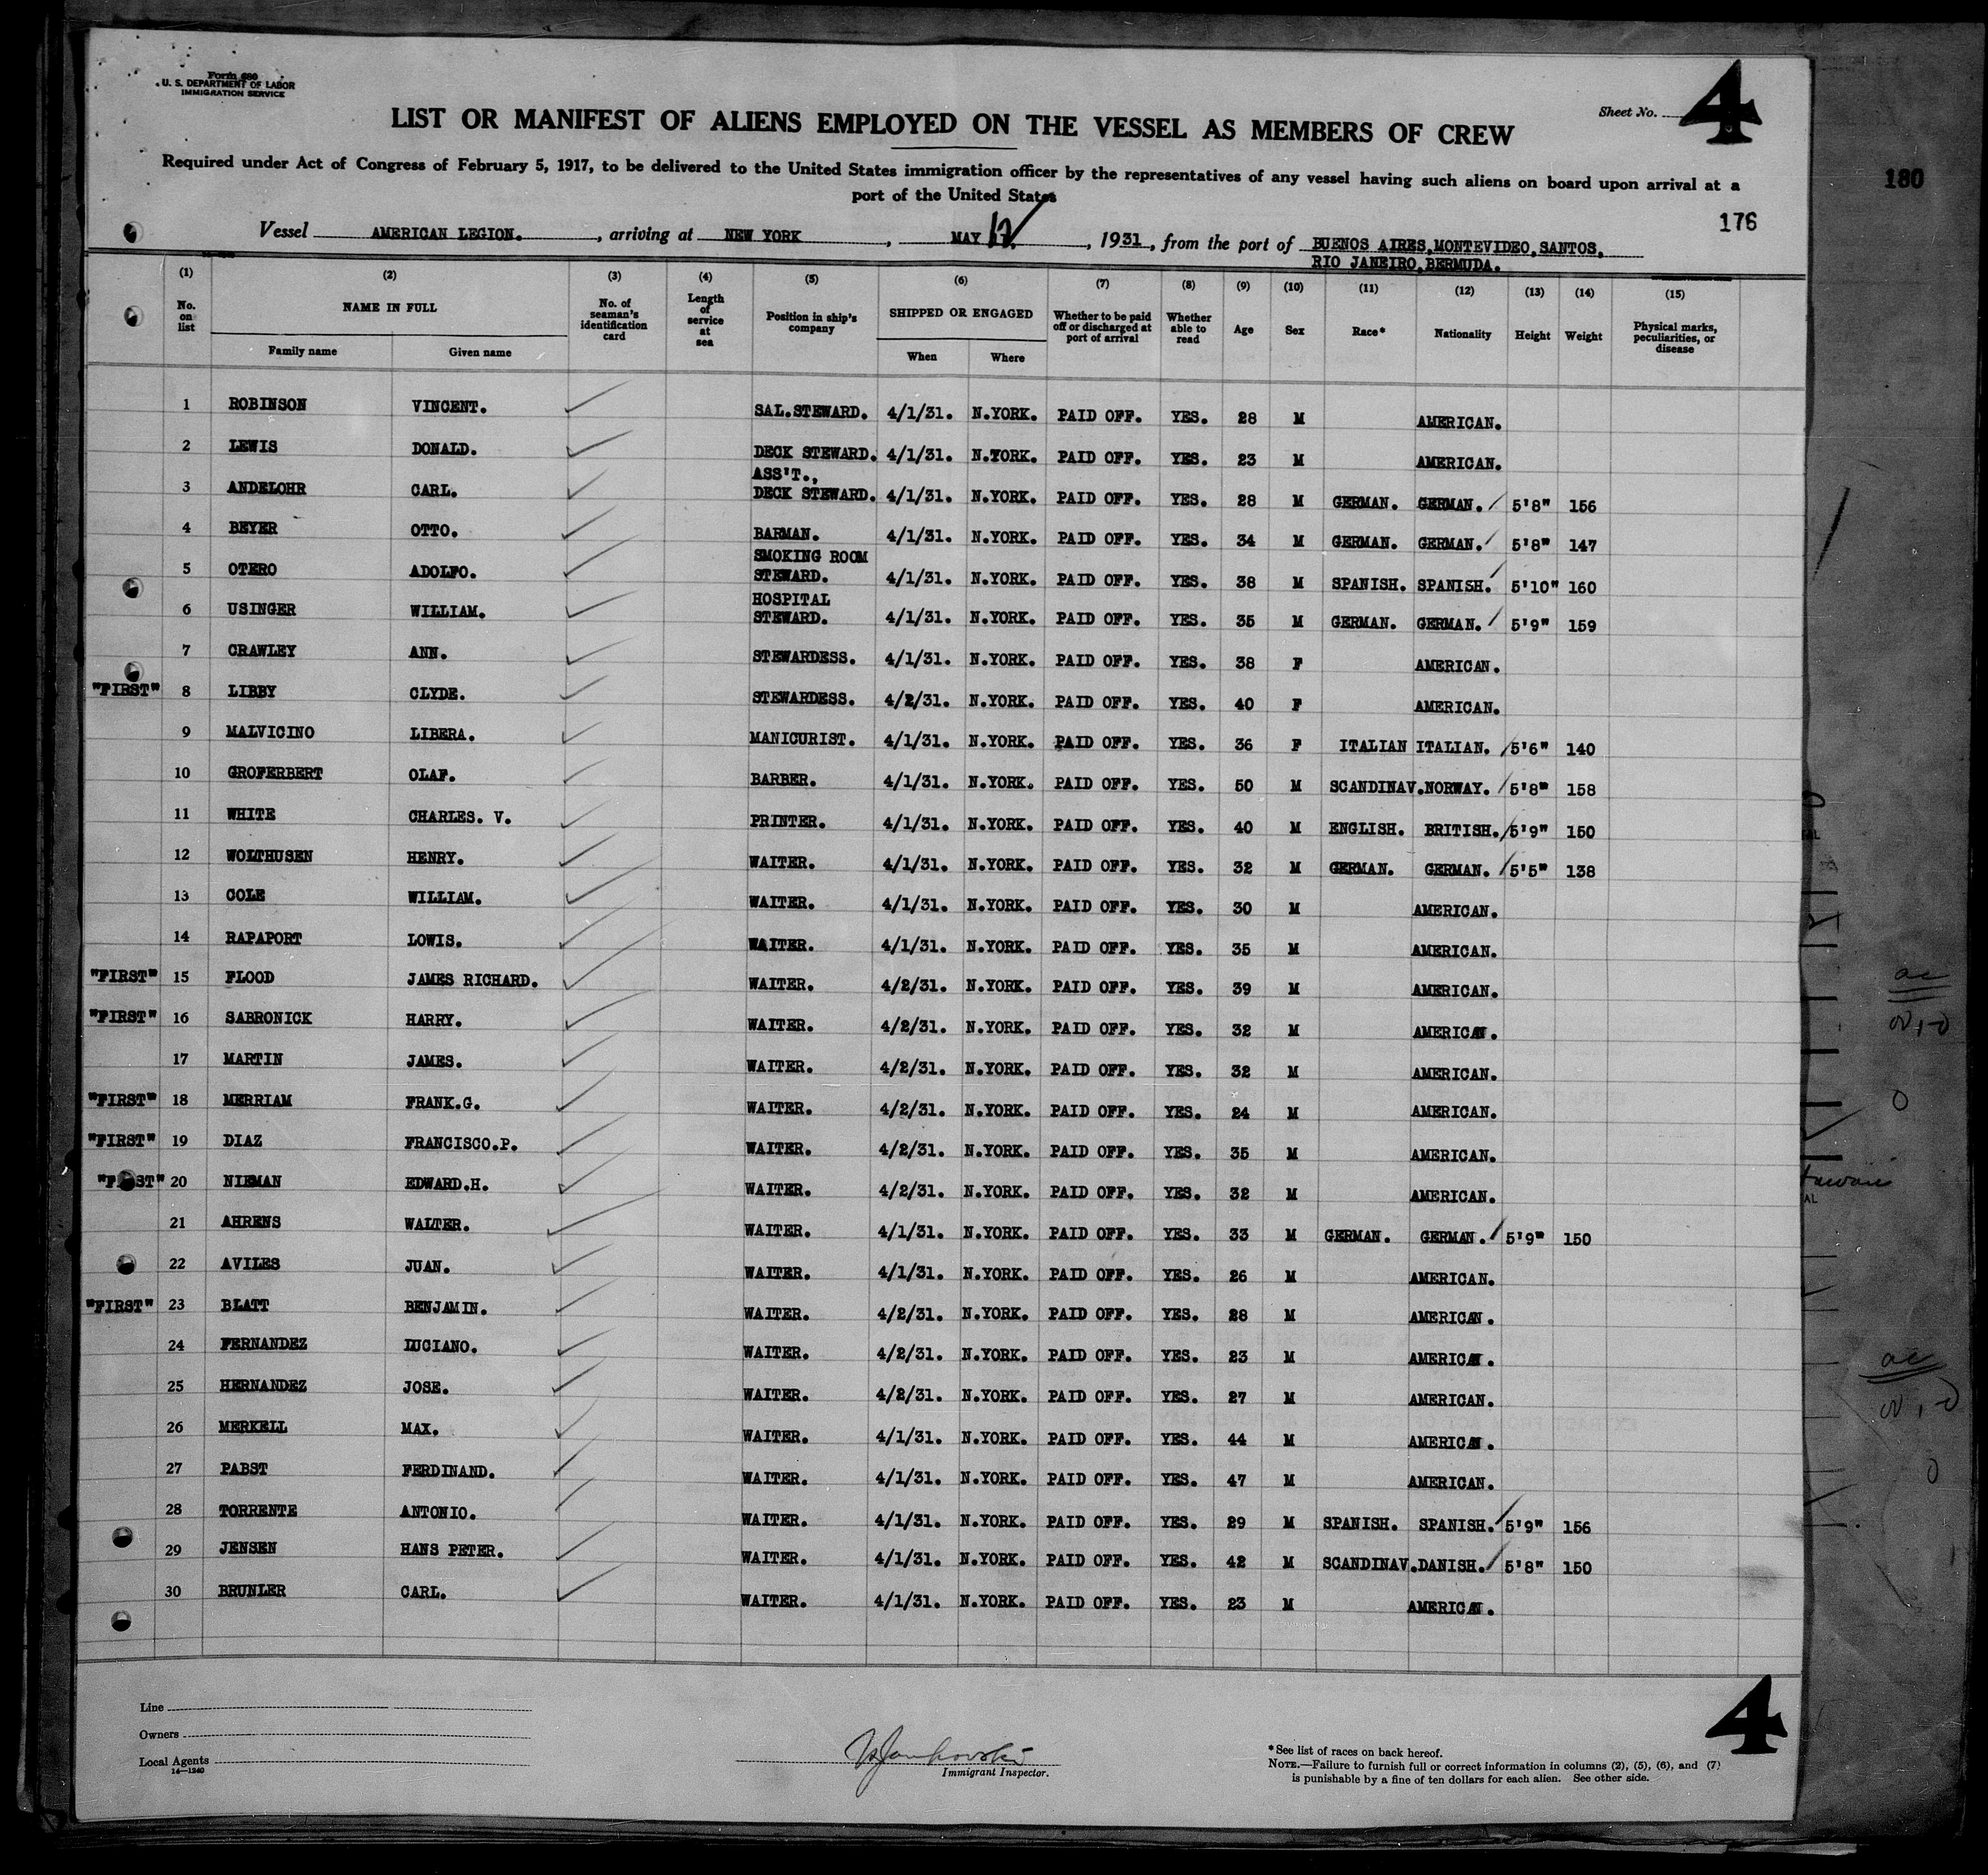 Form 680
U. S. DEPARTMENT OF LABOR
IMMIGRATION SERVICE
Sheet No. 4
LIST OR MANIFEST OF ALIENS EMPLOYED ON THE VESSEL AS MEMBERS OF CREW
Required under Act of Congress of February 5, 1917, to be delivered to the United States immigration officer by the representatives of any vessel having such aliens on board upon arrival at a
port of the United States
180
176
Vessel AMERICAN LEGION. , arriving at NEW YORK , MAY 12 , 1931, from the port of BUENOS AIRES, MONTEVIDEO, SANTOS,
RIO JANEIRO, BERMUDA.
(1) (2) (3) (4) (5) (6) (7) (8) (9) (10) (11) (12) (13) (14) (15)
No. on list NAME IN FULL Family name Given name No. of seaman's identification card Length of service at sea Position in ship's company SHIPPED OR ENGAGED When Where Whether to be paid off or discharged at port of arrival Whether able to read Age Sex Race* Nationality Height Weight Physical marks, peculiarities, or disease
1 ROBINSON VINCENT. SAL.STEWARD. 4/1/31. N.YORK. PAID OFF. YES. 28 M AMERICAN.
2 LEWIS DONALD. DECK STEWARD. 4/1/31. N.YORK. PAID OFF. YES. 23 M AMERICAN.
3 ANDELOHR CARL. ASS'T., DECK STEWARD. 4/1/31. N.YORK. PAID OFF. YES. 28 M GERMAN. GERMAN. 5'8" 156
4 BEYER OTTO. BARMAN. 4/1/31. N.YORK. PAID OFF. YES. 34 M GERMAN. GERMAN. 5'8" 147
5 OTERO ADOLFO. SMOKING ROOM STEWARD. 4/1/31. N.YORK. PAID OFF. YES. 38 M SPANISH. SPANISH. 5'10" 160
6 USINGER WILLIAM. HOSPITAL STEWARD. 4/1/31. N.YORK. PAID OFF. YES. 35 M GERMAN. GERMAN. 5'9" 159
7 CRAWLEY ANN. STEWARDESS. 4/1/31. N.YORK. PAID OFF. YES. 38 F AMERICAN.
"FIRST" 8 LIBBY CLYDE. STEWARDESS. 4/2/31. N.YORK. PAID OFF. YES. 40 F AMERICAN.
9 MALVICINO LIBERA. MANICURIST. 4/1/31. N.YORK. PAID OFF. YES. 36 F ITALIAN ITALIAN. 5'6" 140
10 GROFERBERT OLAF. BARBER. 4/1/31. N.YORK. PAID OFF. YES. 50 M SCANDINAV. NORWAY. 5'8" 158
11 WHITE CHARLES. V. PRINTER. 4/1/31. N.YORK. PAID OFF. YES. 40 M ENGLISH. BRITISH. 5'9" 150
12 WOLTHUSEN HENRY. WAITER. 4/1/31. N.YORK. PAID OFF. YES. 32 M GERMAN. GERMAN. 5'5" 138
13 COLE WILLIAM. WAITER. 4/1/31. N.YORK. PAID OFF. YES. 30 M AMERICAN.
14 RAPAPORT LOWIS. WAITER. 4/1/31. N.YORK. PAID OFF. YES. 35 M AMERICAN.
"FIRST" 15 FLOOD JAMES RICHARD. WAITER. 4/2/31. N.YORK. PAID OFF. YES. 39 M AMERICAN.
"FIRST" 16 SABRONICK HARRY. WAITER. 4/2/31. N.YORK. PAID OFF. YES. 32 M AMERICAN.
17 MARTIN JAMES. WAITER. 4/2/31. N.YORK. PAID OFF. YES. 32 M AMERICAN.
"FIRST" 18 MERRIAM FRANK.G. WAITER. 4/2/31. N.YORK. PAID OFF. YES. 24 M AMERICAN.
"FIRST" 19 DIAZ FRANCISCO.P. WAITER. 4/2/31. N.YORK. PAID OFF. YES. 35 M AMERICAN.
"FIRST" 20 NIEMAN EDWARD.H. WAITER. 4/2/31. N.YORK. PAID OFF. YES. 32 M AMERICAN.
21 AHRENS WALTER. WAITER. 4/1/31. N.YORK. PAID OFF. YES. 33 M GERMAN. GERMAN. 5'9" 150
22 AVILES JUAN. WAITER. 4/1/31. N.YORK. PAID OFF. YES. 26 M AMERICAN.
"FIRST" 23 BLATT BENJAMIN. WAITER. 4/2/31. N.YORK. PAID OFF. YES. 28 M AMERICAN.
24 FERNANDEZ LUCIANO. WAITER. 4/2/31. N.YORK. PAID OFF. YES. 23 M AMERICAN.
25 HERNANDEZ JOSE. WAITER. 4/2/31. N.YORK. PAID OFF. YES. 27 M AMERICAN.
26 MERKELL MAX. WAITER. 4/1/31. N.YORK. PAID OFF. YES. 44 M AMERICAN.
27 PABST FERDINAND. WAITER. 4/1/31. N.YORK. PAID OFF. YES. 47 M AMERICAN.
28 TORRENTE ANTONIO. WAITER. 4/1/31. N.YORK. PAID OFF. YES. 29 M SPANISH. SPANISH. 5'9" 156
29 JENSEN HANS PETER. WAITER. 4/1/31. N.YORK. PAID OFF. YES. 42 M SCANDINAV. DANISH. 5'8" 150
30 BRUNLER CARL. WAITER. 4/1/31. N.YORK. PAID OFF. YES. 23 M AMERICAN.
Line
Owners
Local Agents
14—1240
Immigrant Inspector.
*See list of races on back hereof.
NOTE.—Failure to furnish full or correct information in columns (2), (5), (6), and (7)
is punishable by a fine of ten dollars for each alien. See other side.
4